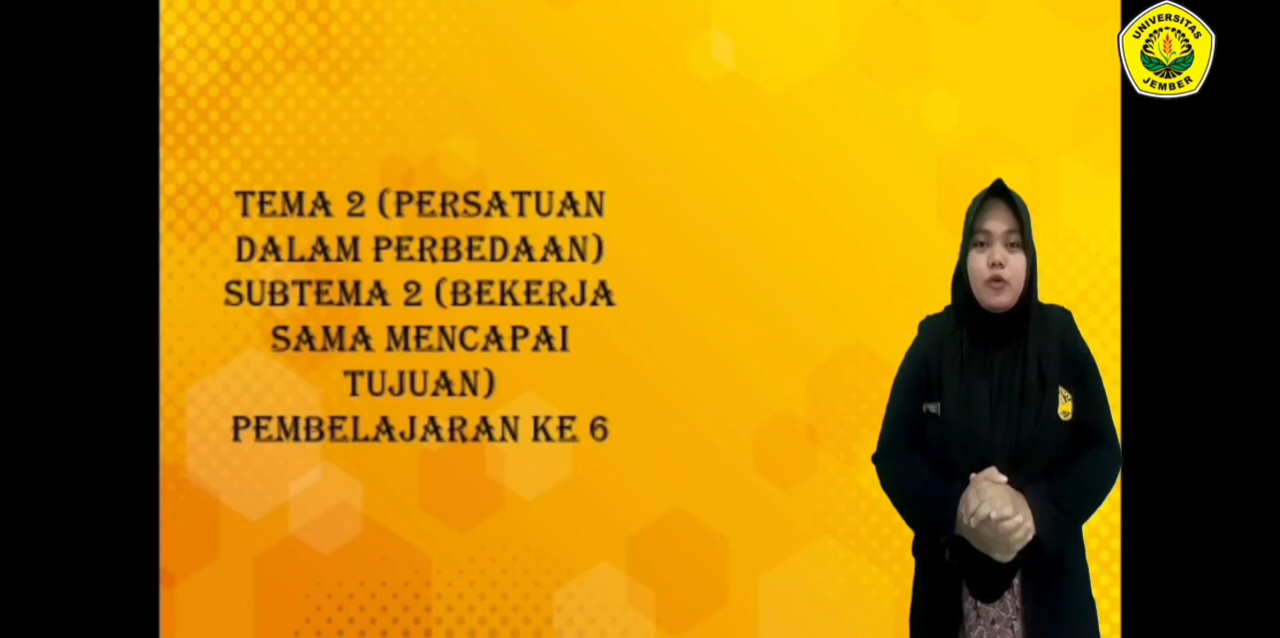 TEMA 2 (PERSATUAN
DALAM PERBEDAAN)
SUBTEMA 2 (BEKERJA
SAMA MENCAPAI
TUJUAN)
PEMBELAJARAN KE 6
UNIVERSITAS
JEMBER